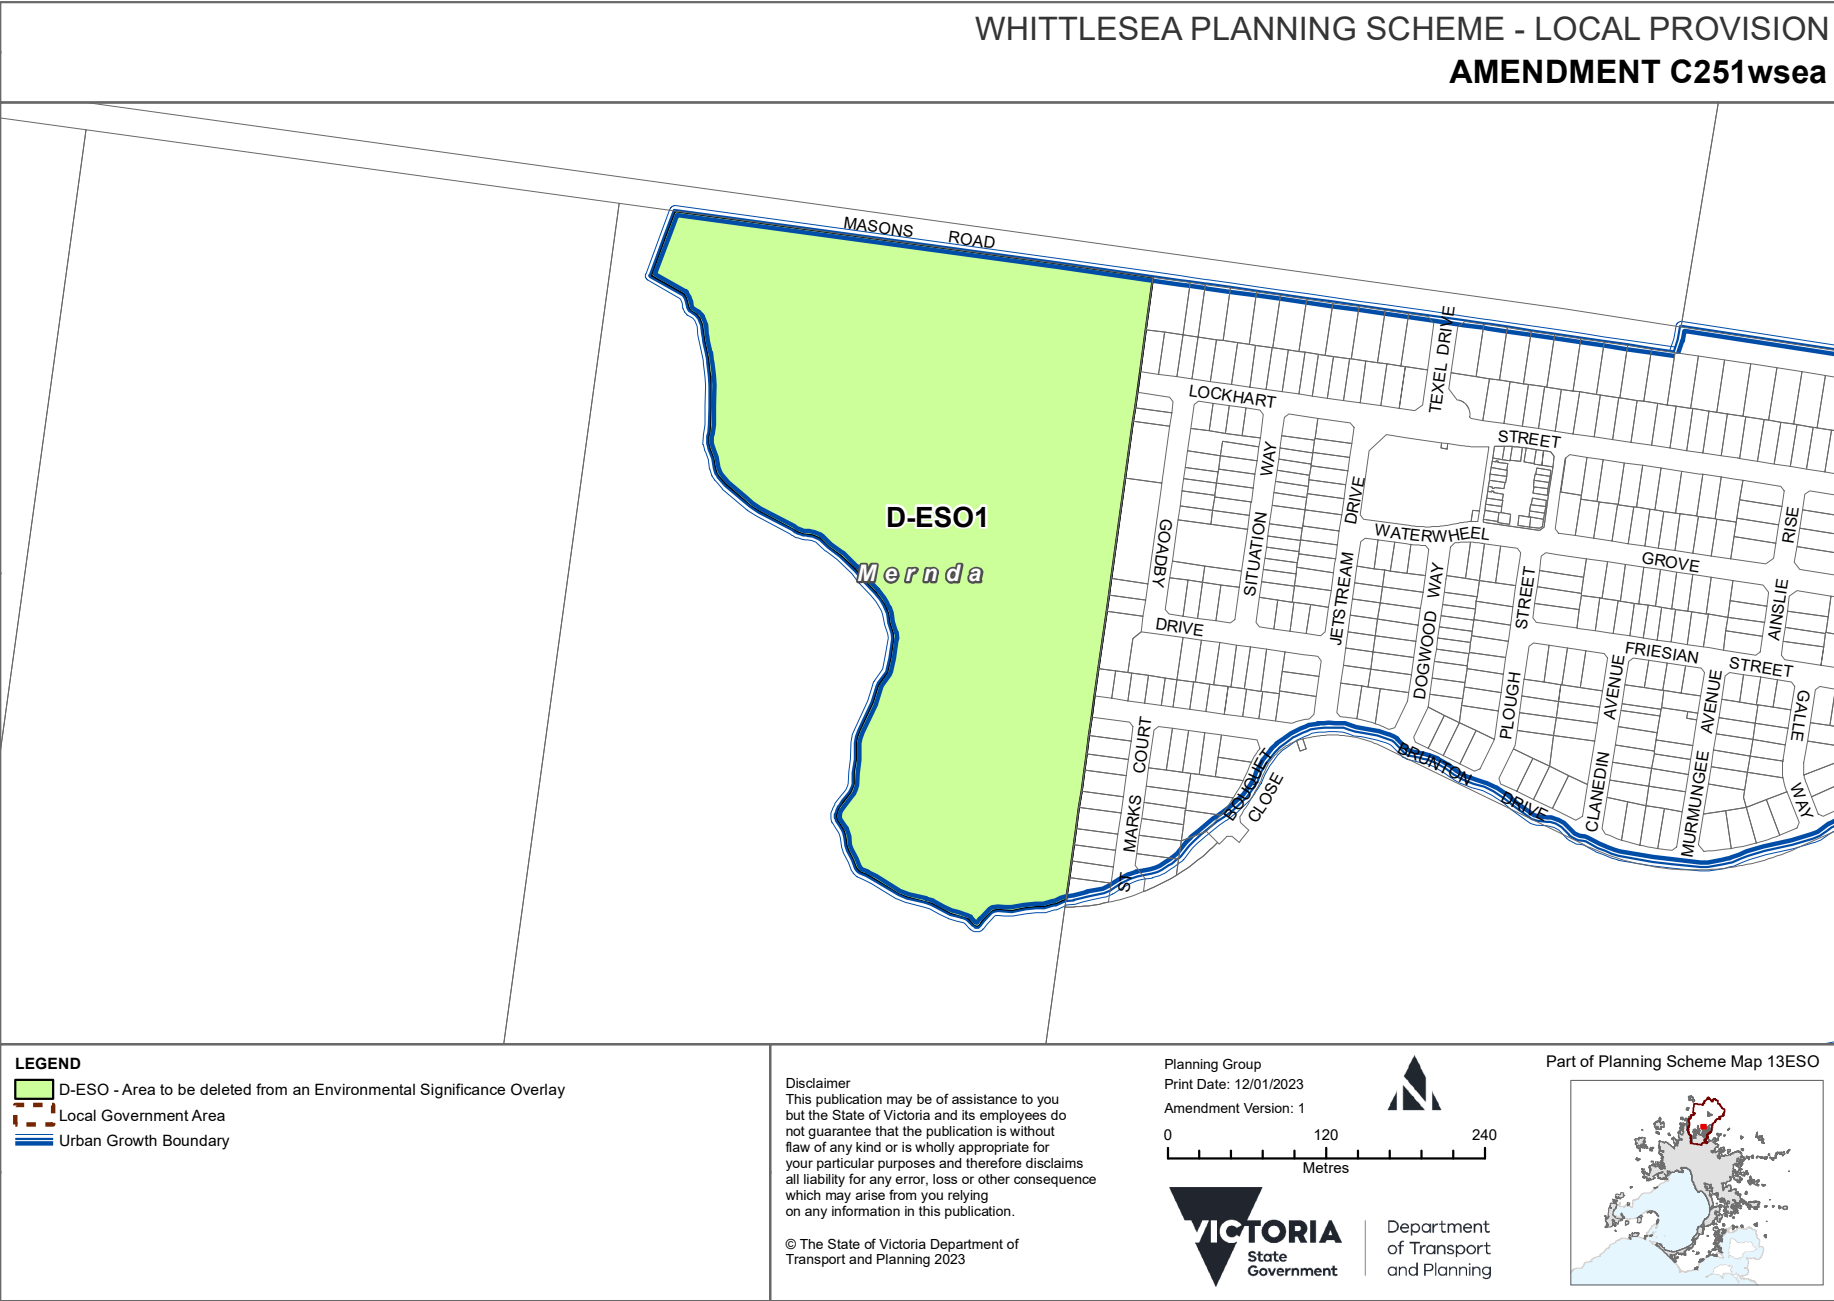 WHITTLESEA PLANNING SCHEME - LOCAL PROVISION
AMENDMENT C251wsea
MASONS ROAD
TEXEL DRIVE
LOCKHART
STREET
WAY
DRIVE
D-ESO1
Mernda
GOADBY
SITUATION
WATERWHEEL
GROVE
RISE
JETSTREAM
DOGWOOD WAY
STREET
AINSLIE
DRIVE
FRIESIAN
STREET
PLOUGH
AVENUE
AVENUE
GALLE
COURT
BOUQUET
CLOSE
BRUNTON
DRIVE
CLANEDIN
MURMUNGEE
WAY
MARKS
ST
LEGEND
D-ESO - Area to be deleted from an Environmental Significance Overlay
Local Government Area
Urban Growth Boundary
Disclaimer
This publication may be of assistance to you
but the State of Victoria and its employees do
not guarantee that the publication is without
flaw of any kind or is wholly appropriate for
your particular purposes and therefore disclaims
all liability for any error, loss or other consequence
which may arise from you relying
on any information in this publication.
© The State of Victoria Department of
Transport and Planning 2023
Planning Group
Print Date: 12/01/2023
Amendment Version: 1
N
0 120 240
Metres
VICTORIA
State
Government
Department
of Transport
and Planning
Part of Planning Scheme Map 13ESO